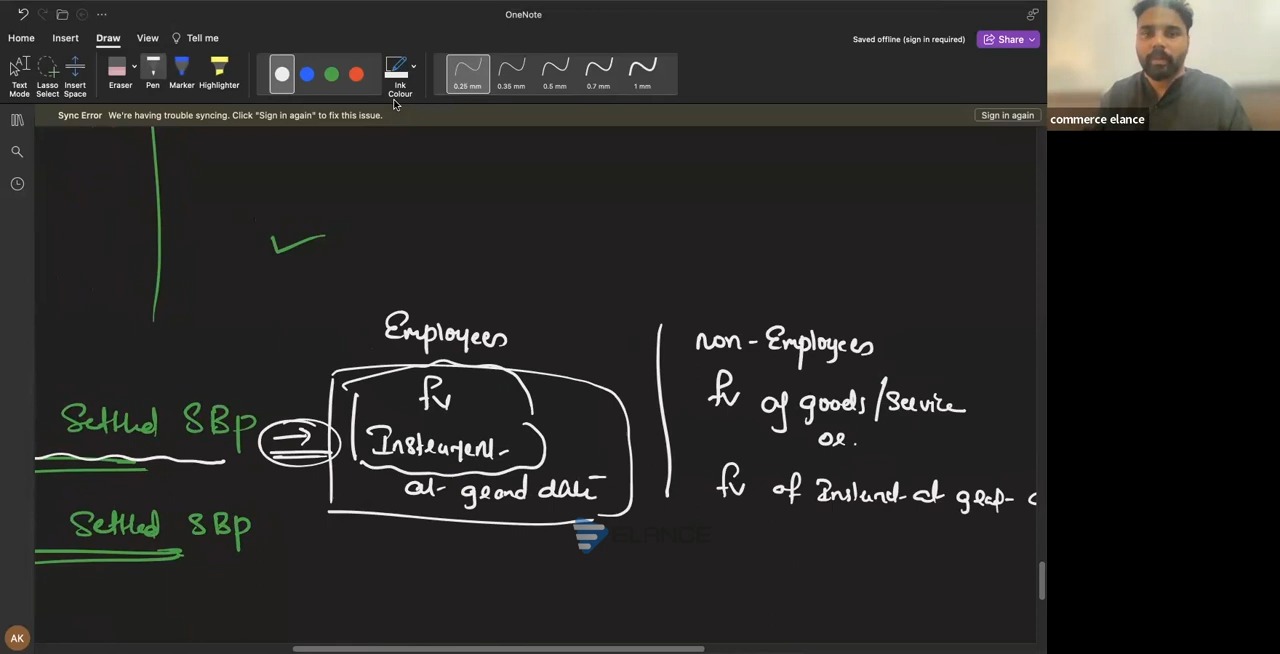 OneNote
Home Insert Draw View Tell me
Saved offline (sign in required) Share
Text Mode
Lasso Select
Insert Space
Eraser
Pen
Marker
Highlighter
Ink Colour
0.25 mm 0.35 mm 0.5 mm 0.7 mm 1 mm
Sync Error We're having trouble syncing. Click "Sign in again" to fix this issue. Sign in again
commerce elance
Employees
non-Employees
fv
fv of goods/Service
Settled SBp
Instrument
or.
at grand date
fv of at
Settled SBp
ELANCE
AK